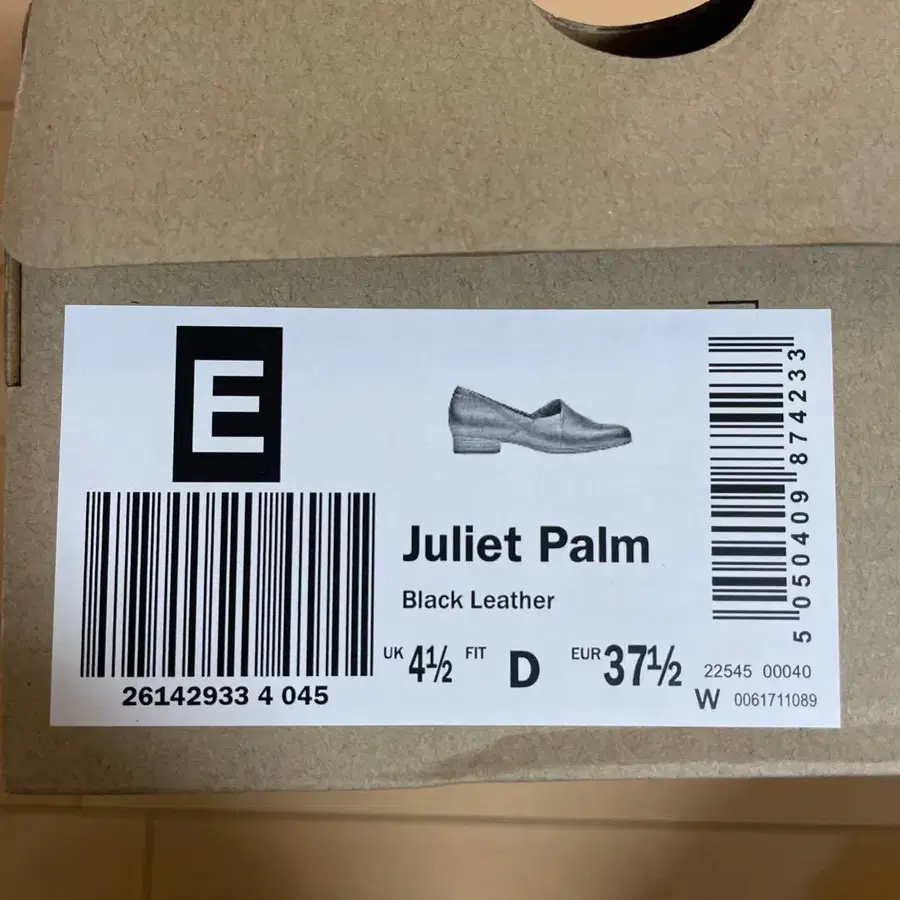 E
Juliet Palm
Black Leather
UK 4½ FIT D EUR 37½
26142933 4 045
5 050409 874233
22545 00040
W 0061711089